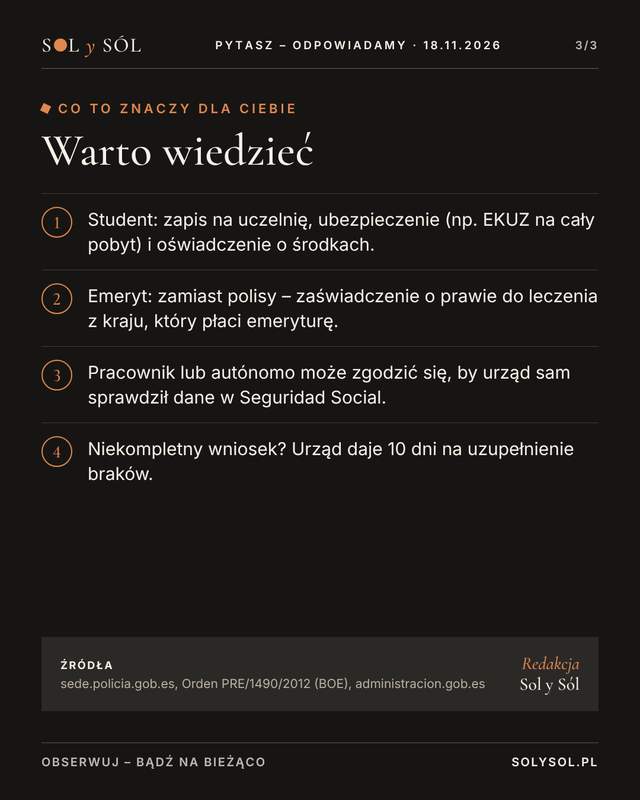 SOL y SÓL
PYTASZ – ODPOWIADAMY · 18.11.2026
3/3
CO TO ZNACZY DLA CIEBIE
Warto wiedzieć
1
Student: zapis na uczelnię, ubezpieczenie (np. EKUZ na cały
pobyt) i oświadczenie o środkach.
2
Emeryt: zamiast polisy – zaświadczenie o prawie do leczenia
z kraju, który płaci emeryturę.
3
Pracownik lub autónomo może zgodzić się, by urząd sam
sprawdził dane w Seguridad Social.
4
Niekompletny wniosek? Urząd daje 10 dni na uzupełnienie
braków.
ŹRÓDŁA
sede.policia.gob.es, Orden PRE/1490/2012 (BOE), administracion.gob.es
Redakcja
Sol y Sól
OBSERWUJ – BĄDŹ NA BIEŻĄCO
SOLYSOL.PL